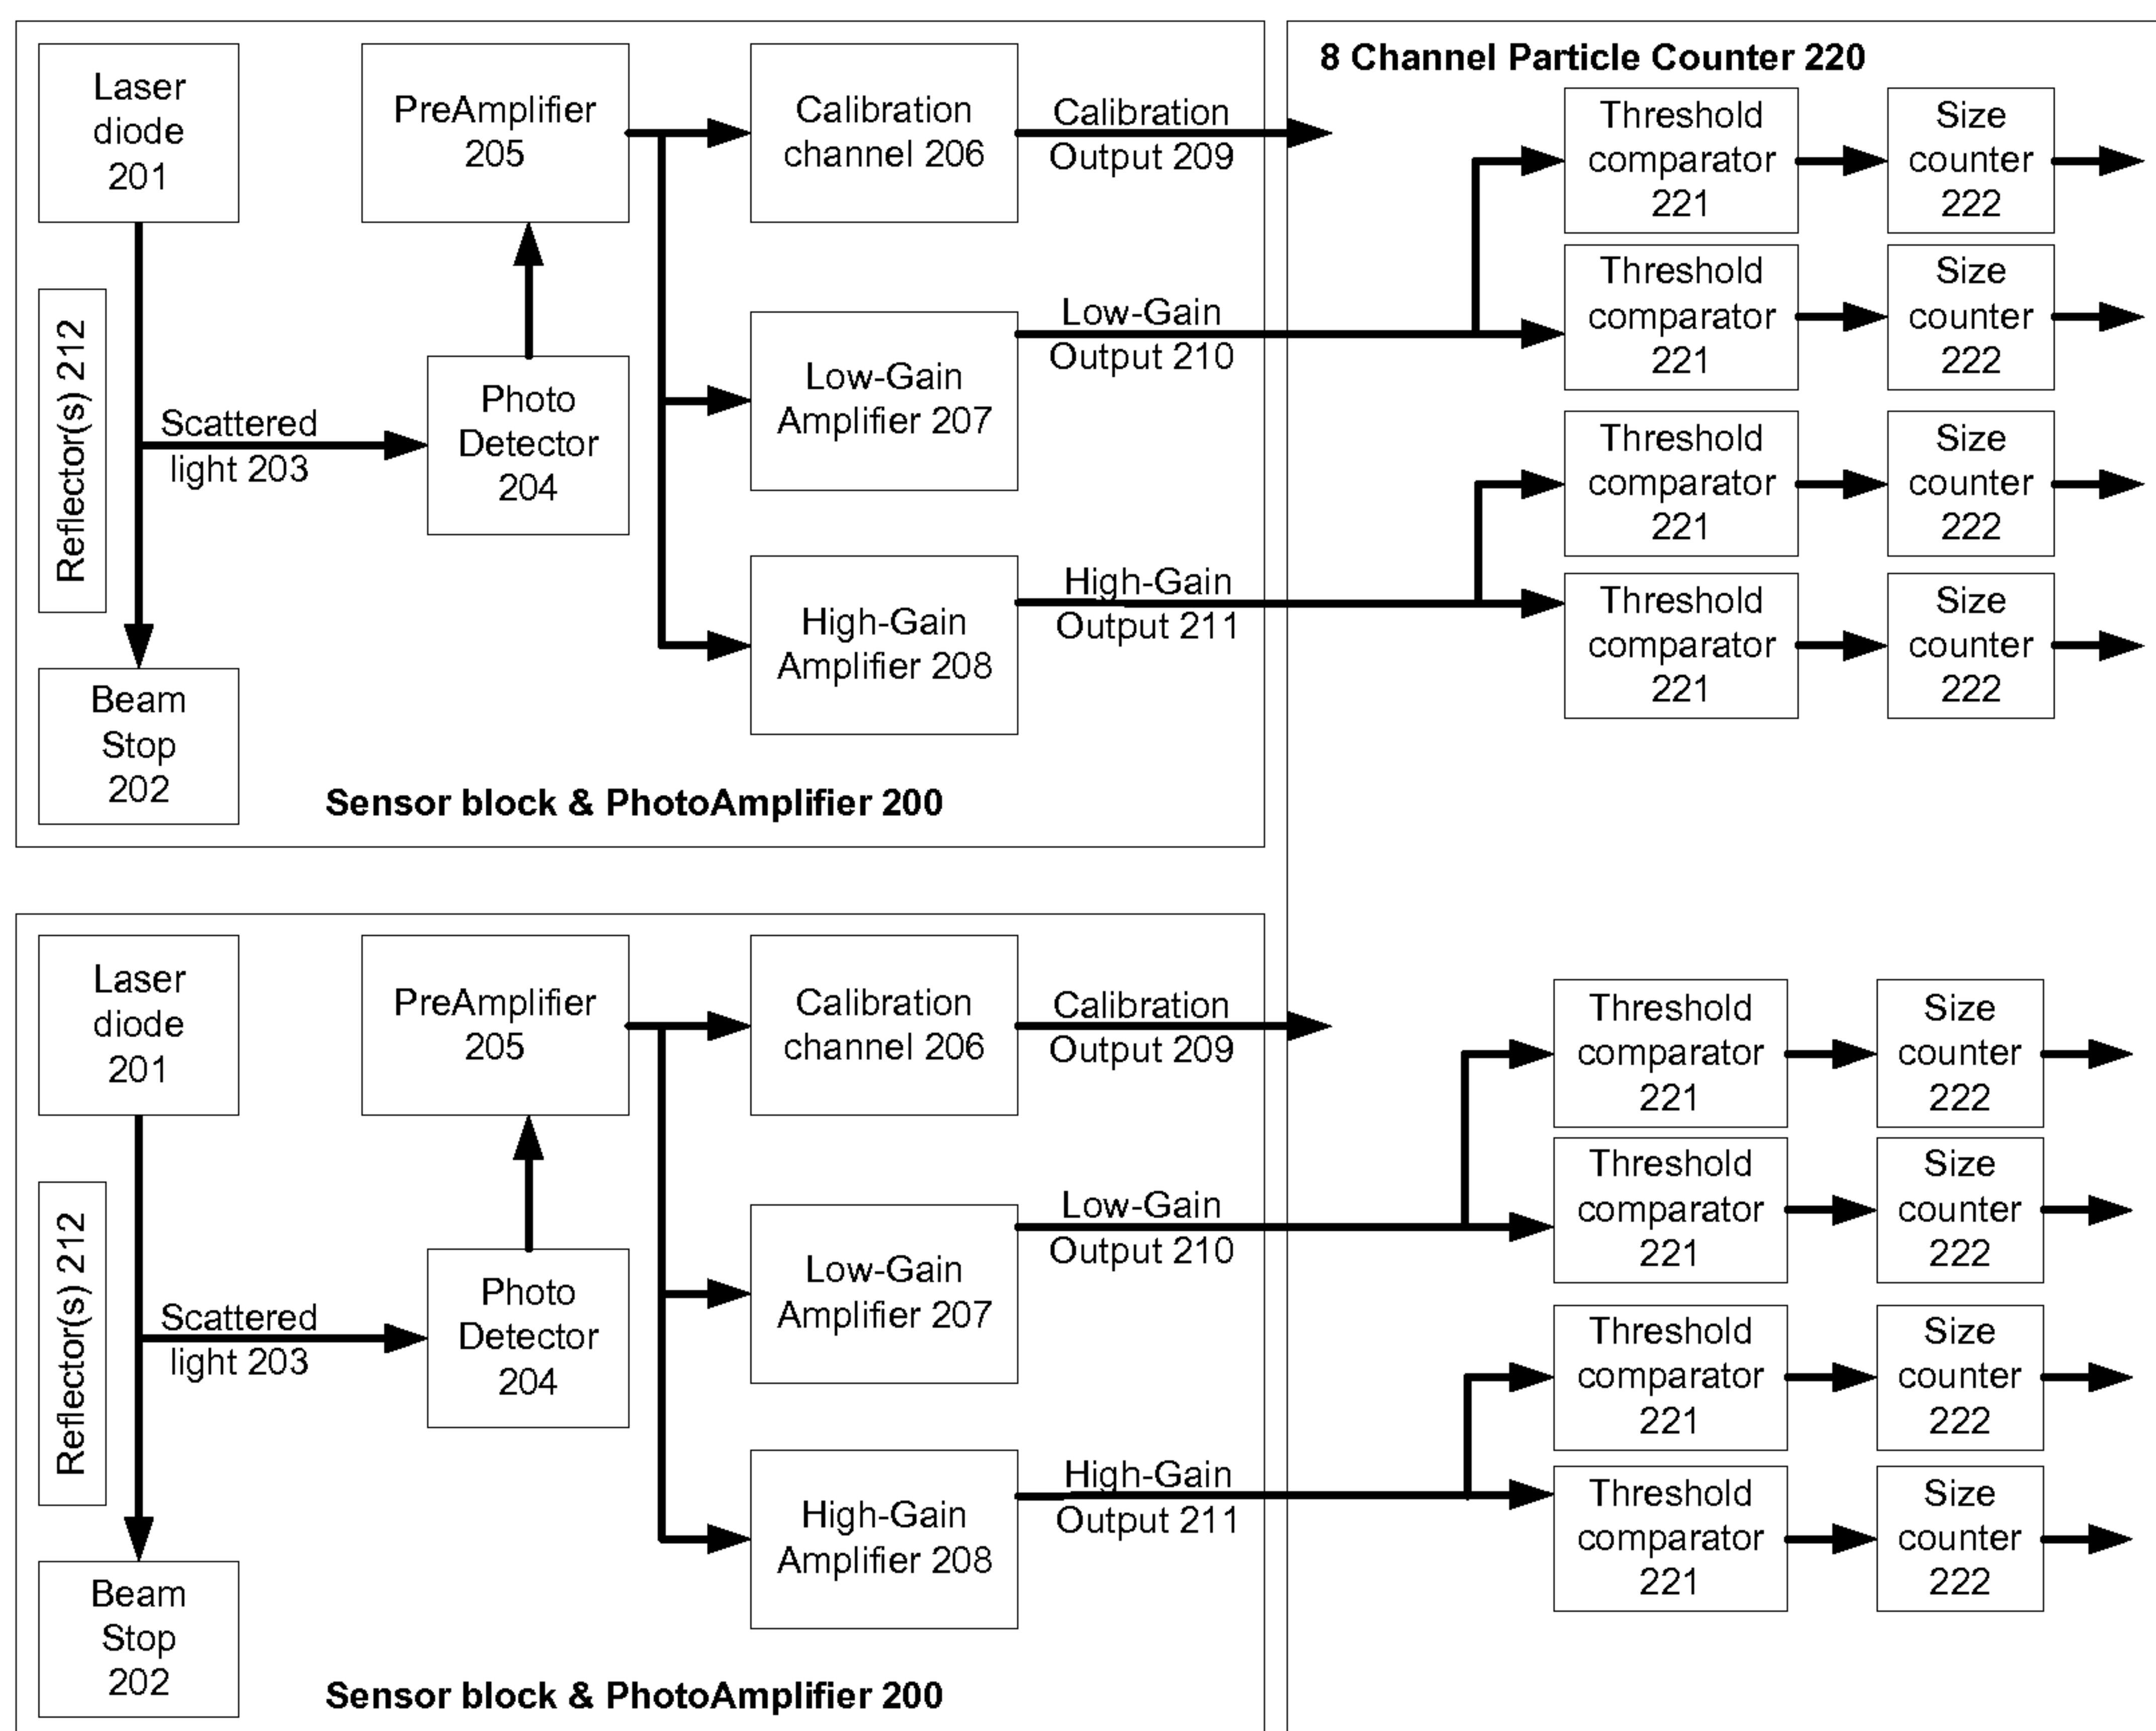 8 Channel Particle Counter 220
Laser
diode
201
PreAmplifier
205
Calibration
channel 206
Calibration
Output 209
Threshold
comparator
221
Size
counter
222
Reflector(s) 212
Scattered
light 203
Photo
Detector
204
Low-Gain
Amplifier 207
Low-Gain
Output 210
Threshold
comparator
221
Size
counter
222
Threshold
comparator
221
Size
counter
222
High-Gain
Amplifier 208
High-Gain
Output 211
Threshold
comparator
221
Size
counter
222
Beam
Stop
202
Sensor block & PhotoAmplifier 200
Laser
diode
201
PreAmplifier
205
Calibration
channel 206
Calibration
Output 209
Threshold
comparator
221
Size
counter
222
Reflector(s) 212
Scattered
light 203
Photo
Detector
204
Low-Gain
Amplifier 207
Low-Gain
Output 210
Threshold
comparator
221
Size
counter
222
Threshold
comparator
221
Size
counter
222
High-Gain
Amplifier 208
High-Gain
Output 211
Threshold
comparator
221
Size
counter
222
Beam
Stop
202
Sensor block & PhotoAmplifier 200